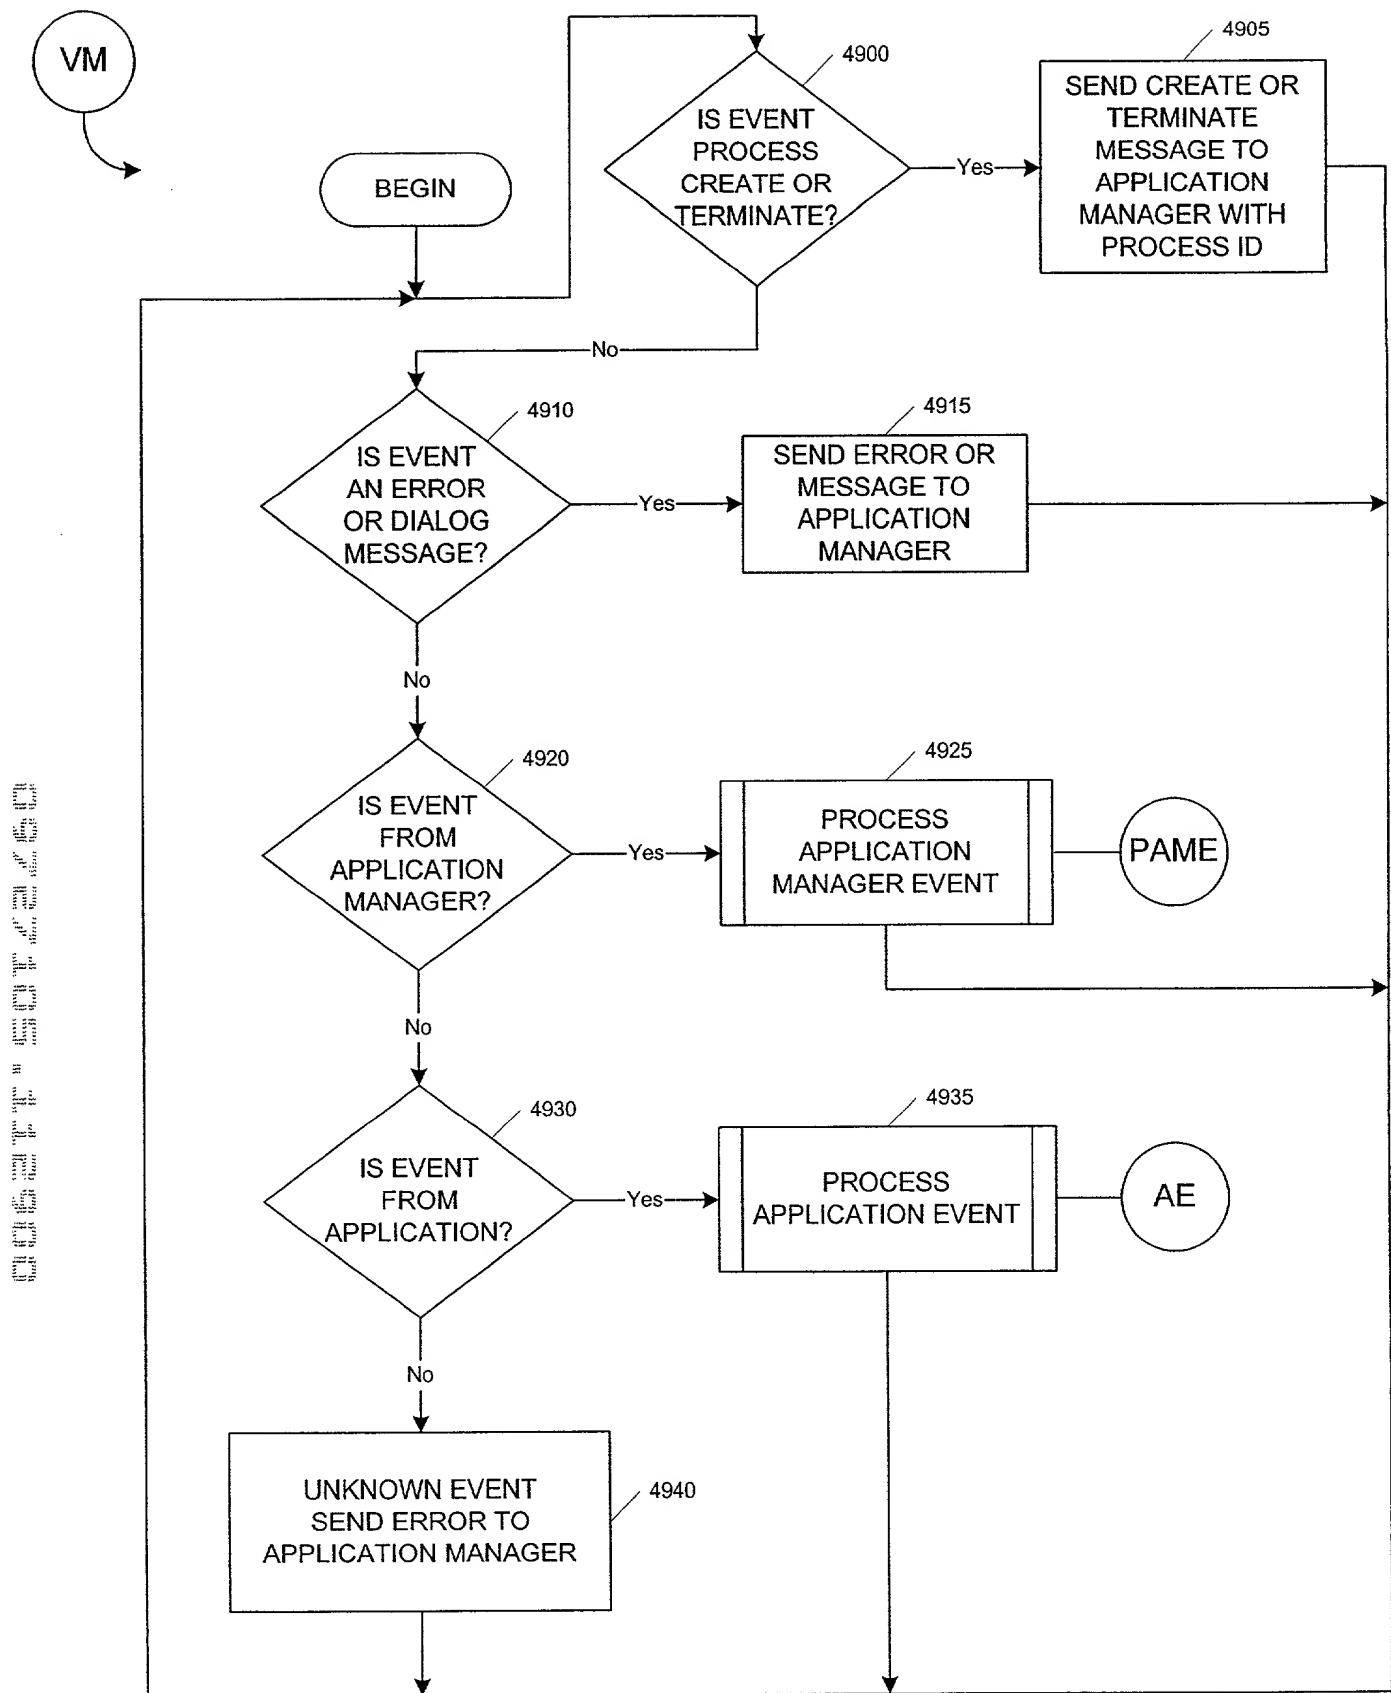 VM
4900
4905
IS EVENT
PROCESS
CREATE OR
TERMINATE?
Yes
SEND CREATE OR
TERMINATE
MESSAGE TO
APPLICATION
MANAGER WITH
PROCESS ID
BEGIN
No
4910
4915
IS EVENT
AN ERROR
OR DIALOG
MESSAGE?
Yes
SEND ERROR OR
MESSAGE TO
APPLICATION
MANAGER
No
4920
4925
IS EVENT
FROM
APPLICATION
MANAGER?
Yes
PROCESS
APPLICATION
MANAGER EVENT
PAME
No
4930
4935
IS EVENT
FROM
APPLICATION?
Yes
PROCESS
APPLICATION EVENT
AE
No
UNKNOWN EVENT
SEND ERROR TO
APPLICATION MANAGER
4940
09727105.112900